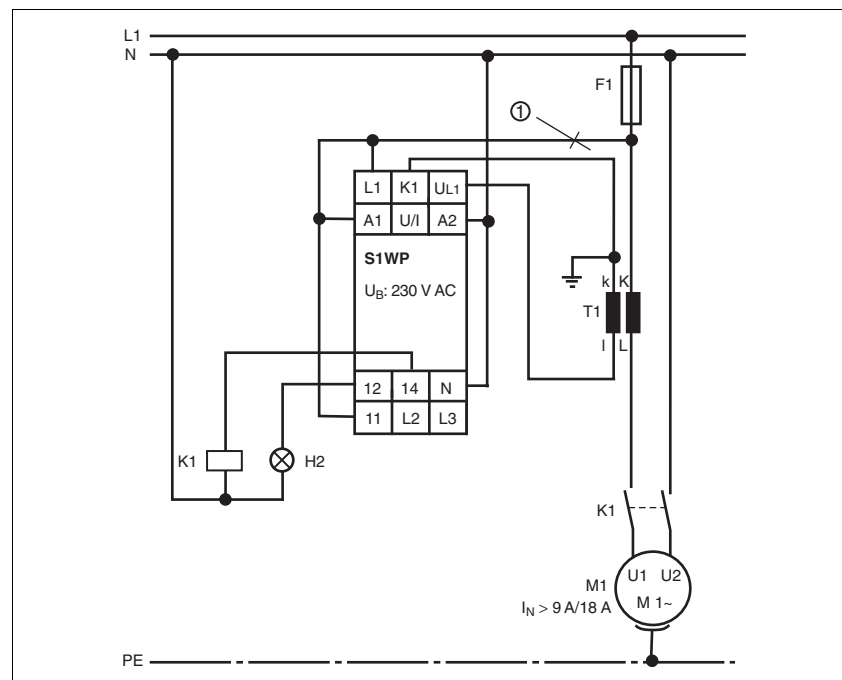 L1
N
F1
①
L1 K1 UL1
A1 U/I A2
S1WP
UB: 230 V AC
k K
T1
l L
12 14 N
11 L2 L3
K1
H2
K1
U1 U2
M1
M 1~
IN > 9 A/18 A
PE